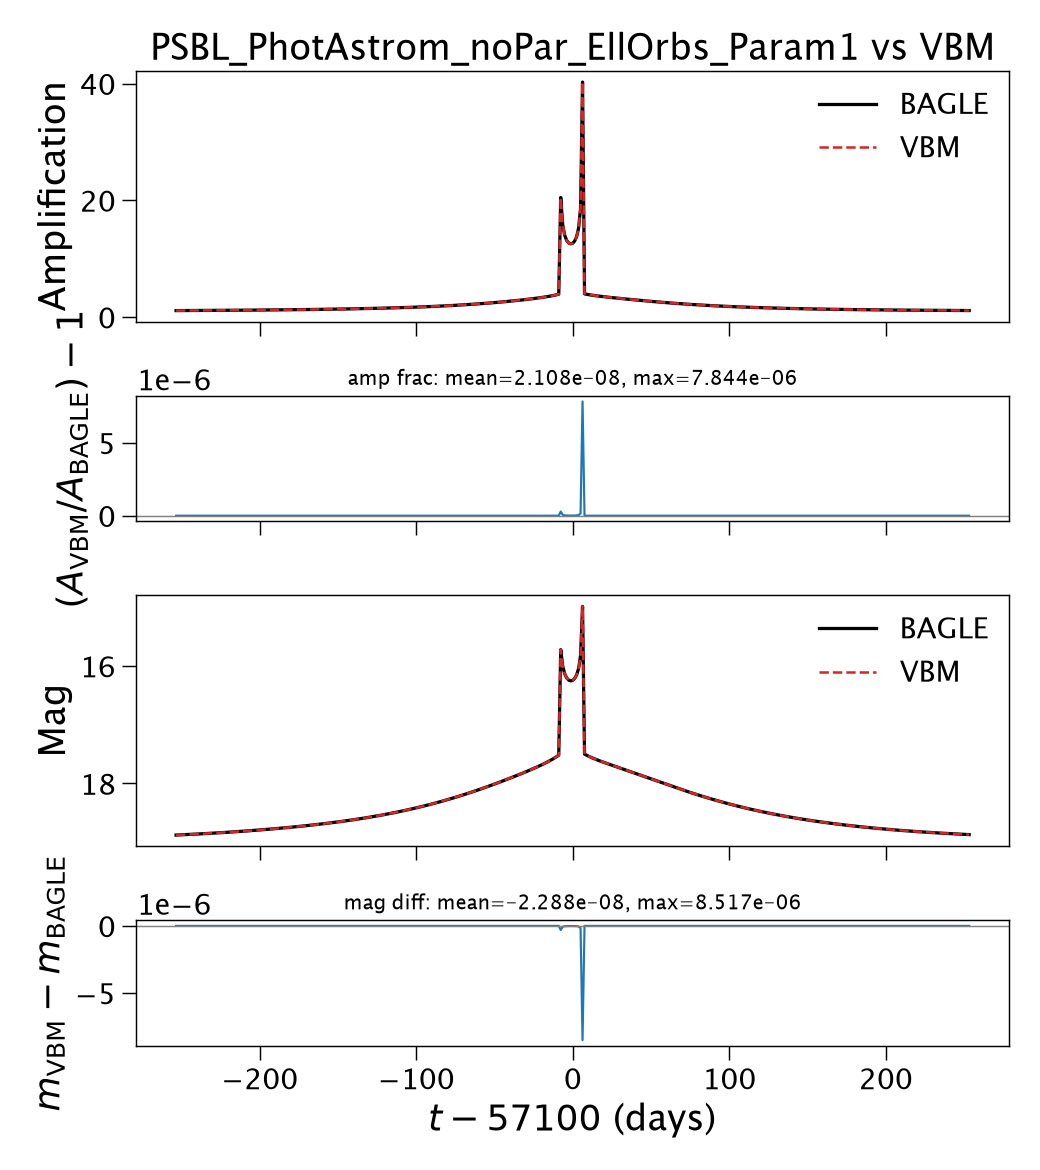 PSBL_PhotAstrom_noPar_EllOrbs_Param1 vs VBM
Amplification
40
20
0
BAGLE
VBM
(A_VBM/A_BAGLE) − 1
1e−6
amp frac: mean=2.108e−08, max=7.844e−06
5
0
Mag
16
18
BAGLE
VBM
m_VBM − m_BAGLE
1e−6
mag diff: mean=−2.288e−08, max=8.517e−06
0
−5
−200
−100
0
100
200
t − 57100 (days)